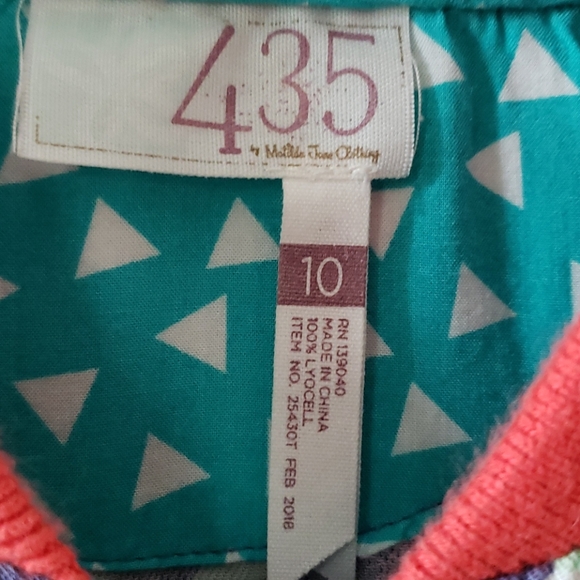 435
by Matilda Jane Clothing
10
RN 139040
MADE IN CHINA
100% LYOCELL
ITEM NO. 25430T FEB 2018